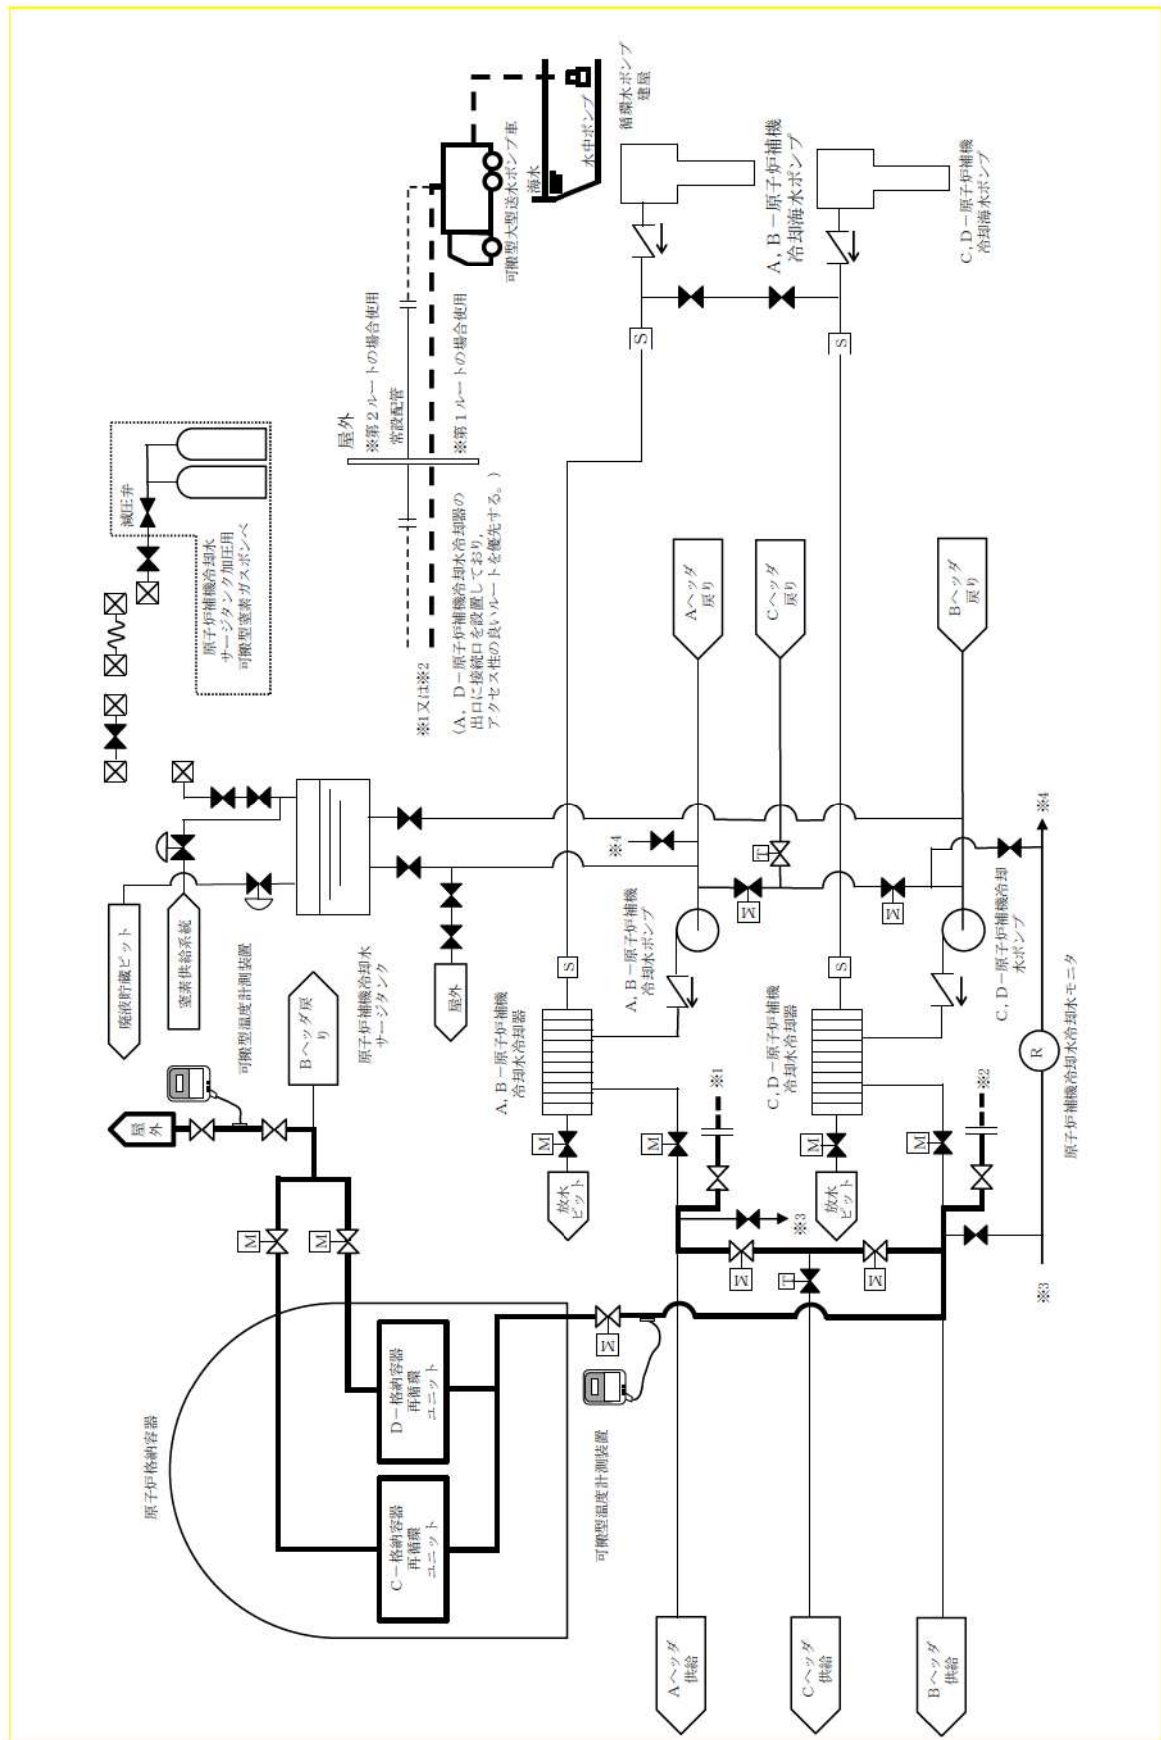 原子炉格納容器
C－格納容器
再循環
ユニット
D－格納容器
再循環
ユニット
M
M
屋
外
可搬型温度計測装置
Bヘッダ戻
り
廃液貯蔵ピット
窒素供給系統
原子炉補機冷却水
サージタンク
屋外
減圧弁
原子炉補機冷却水
サージタンク加圧用
可搬型窒素ガスボンベ
屋外
※第２ルートの場合使用
常設配管
※第１ルートの場合使用
※1又は※2
(A，D－原子炉補機冷却水冷却器の
出口に接続口を設置しており，
アクセス性の良いルートを優先する。)
可搬型大型送水ポンプ車
海水
水中ポンプ
循環水ポンプ
建屋
M
可搬型温度計測装置
A，B－原子炉補機
冷却水冷却器
M
放水
ピット
S
S
A，B－原子炉補機
冷却海水ポンプ
※4
A，B－原子炉補機
冷却水ポンプ
M
※1
※3
M
T
M
M
T
M
Aヘッダ
戻り
Cヘッダ
戻り
Bヘッダ
戻り
C，D－原子炉補機
冷却水冷却器
M
放水
ピット
S
S
C，D－原子炉補機
冷却海水ポンプ
M
※2
C，D－原子炉補機冷却
水ポンプ
Aヘッダ
供給
Cヘッダ
供給
Bヘッダ
供給
※3
R
※4
原子炉補機冷却水冷却水モニタ